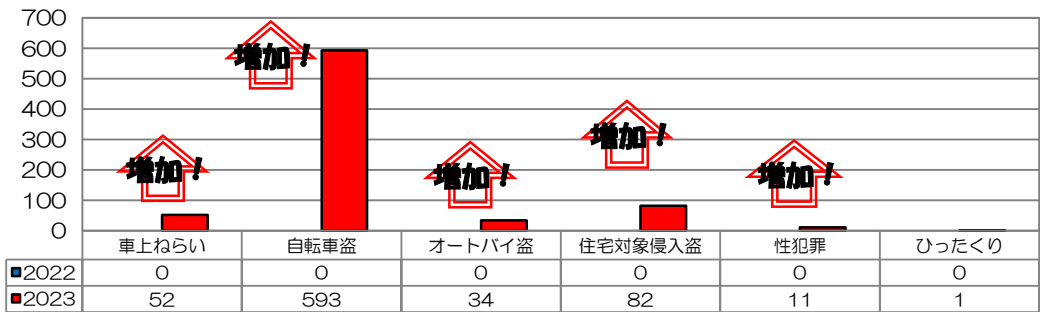 700
600
500
400
300
200
100
0
増加！
増加！
増加！
増加！
増加！
車上ねらい 自転車盗 オートバイ盗 住宅対象侵入盗 性犯罪 ひったくり
2022 0 0 0 0 0 0
2023 52 593 34 82 11 1